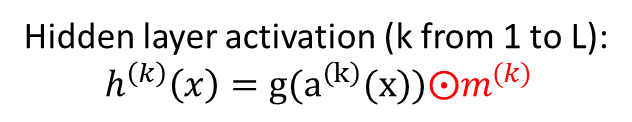 Hidden layer activation (k from 1 to L):
h^{(k)}(x) = g(a^{(k)}(x))⊙m^{(k)}